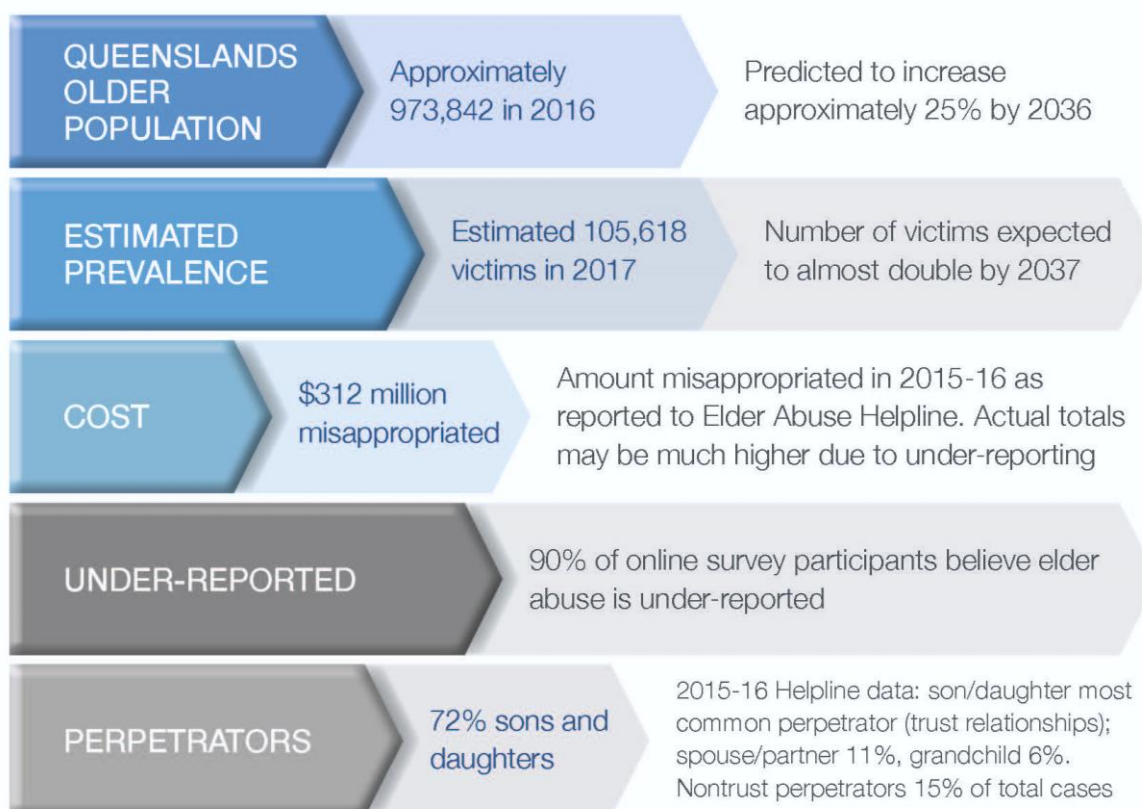 QUEENSLANDS
OLDER
POPULATION
Approximately
973,842 in 2016
Predicted to increase
approximately 25% by 2036
ESTIMATED
PREVALENCE
Estimated 105,618
victims in 2017
Number of victims expected
to almost double by 2037
COST
$312 million
misappropriated
Amount misappropriated in 2015-16 as
reported to Elder Abuse Helpline. Actual totals
may be much higher due to under-reporting
UNDER-REPORTED
90% of online survey participants believe elder
abuse is under-reported
PERPETRATORS
72% sons and
daughters
2015-16 Helpline data: son/daughter most
common perpetrator (trust relationships);
spouse/partner 11%, grandchild 6%.
Nontrust perpetrators 15% of total cases